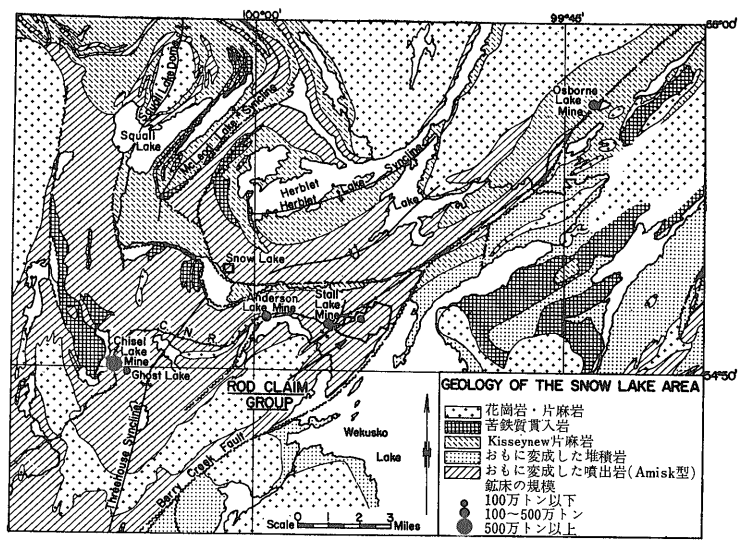 100°00'
99°45'
55°00'
Squall Lake Dome
Osborne
Lake
Mine
McLeod Lake Syncline
Squall
Lake
Herblet
Herblet Lake Syncline
Lake
Snow Lake
Anderson
Lake Mine
Stall
Lake
Mine
C. N. R.
Chisel
Lake
Mine
Ghost Lake
54°50'
ROD CLAIM
GROUP
Threehouse Syncline
Berry Creek Fault
Wekusko
Lake
Scale 0 1 2 3 Miles
GEOLOGY OF THE SNOW LAKE AREA
花崗岩・片麻岩
苦鉄質貫入岩
Kisseynew片麻岩
おもに変成した堆積岩
おもに変成した噴出岩(Amisk型)
鉱床の規模
100万トン以下
100～500万トン
500万トン以上